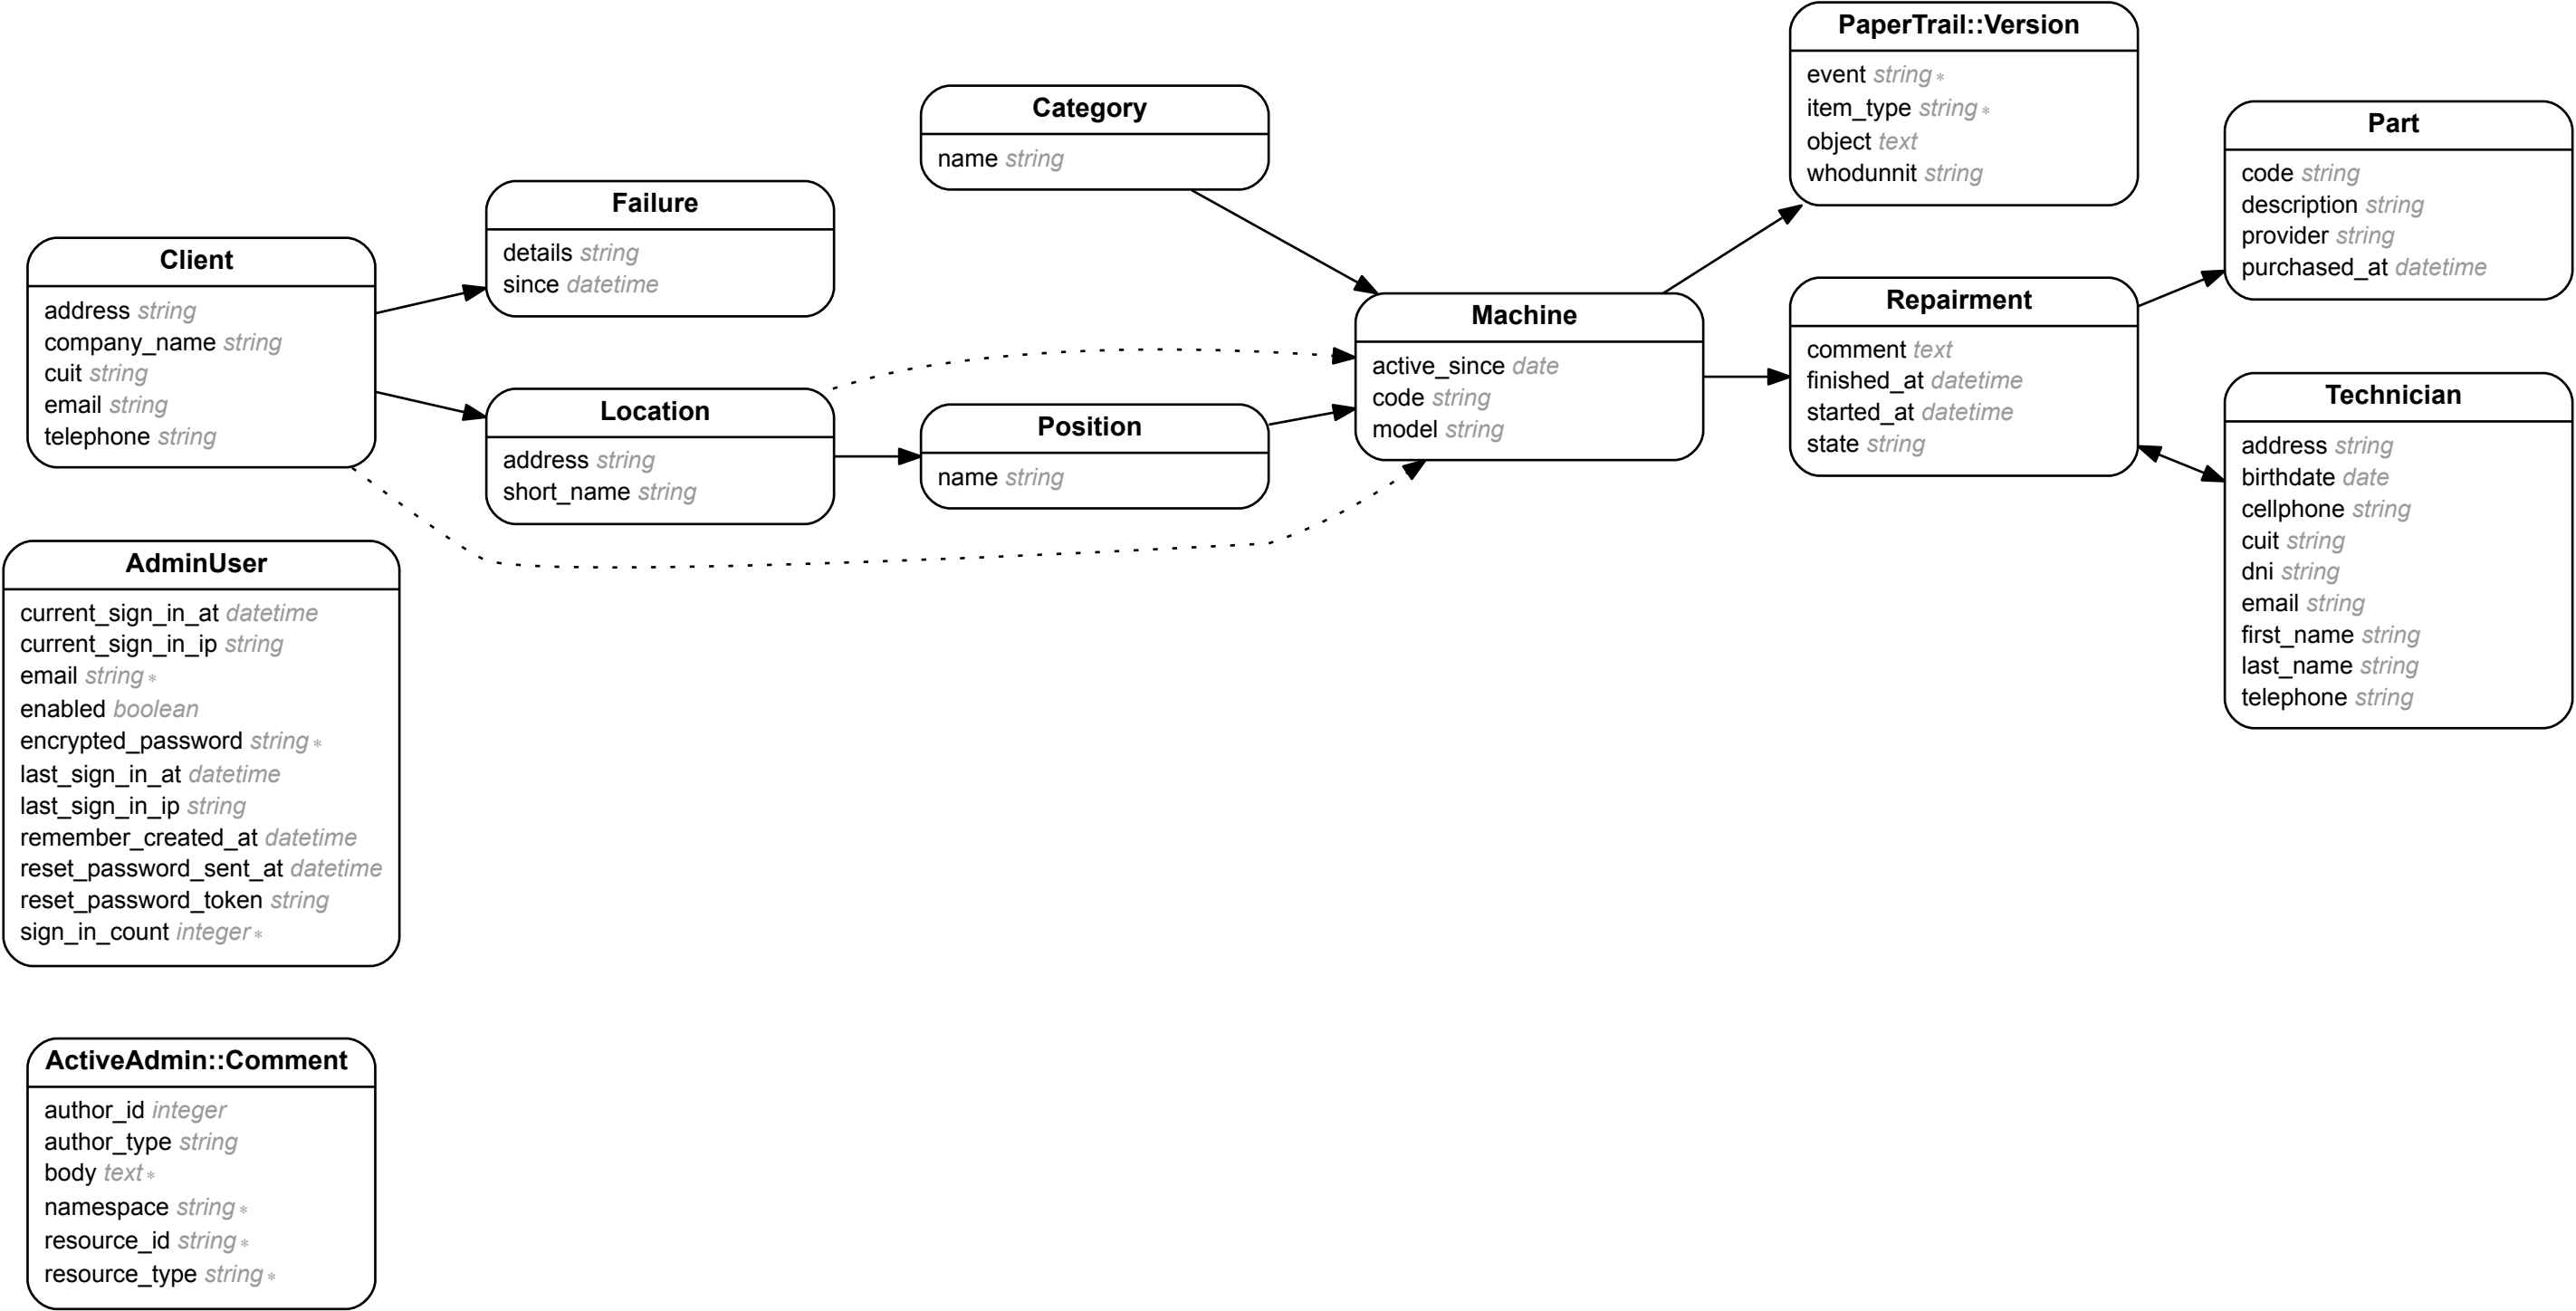 PaperTrail::Version
event string*
item_type string*
object text
whodunnit string
Category
name string
Part
code string
description string
provider string
purchased_at datetime
Failure
details string
since datetime
Client
address string
company_name string
cuit string
email string
telephone string
Machine
active_since date
code string
model string
Repairment
comment text
finished_at datetime
started_at datetime
state string
Location
address string
short_name string
Position
name string
Technician
address string
birthdate date
cellphone string
cuit string
dni string
email string
first_name string
last_name string
telephone string
AdminUser
current_sign_in_at datetime
current_sign_in_ip string
email string*
enabled boolean
encrypted_password string*
last_sign_in_at datetime
last_sign_in_ip string
remember_created_at datetime
reset_password_sent_at datetime
reset_password_token string
sign_in_count integer*
ActiveAdmin::Comment
author_id integer
author_type string
body text*
namespace string*
resource_id string*
resource_type string*